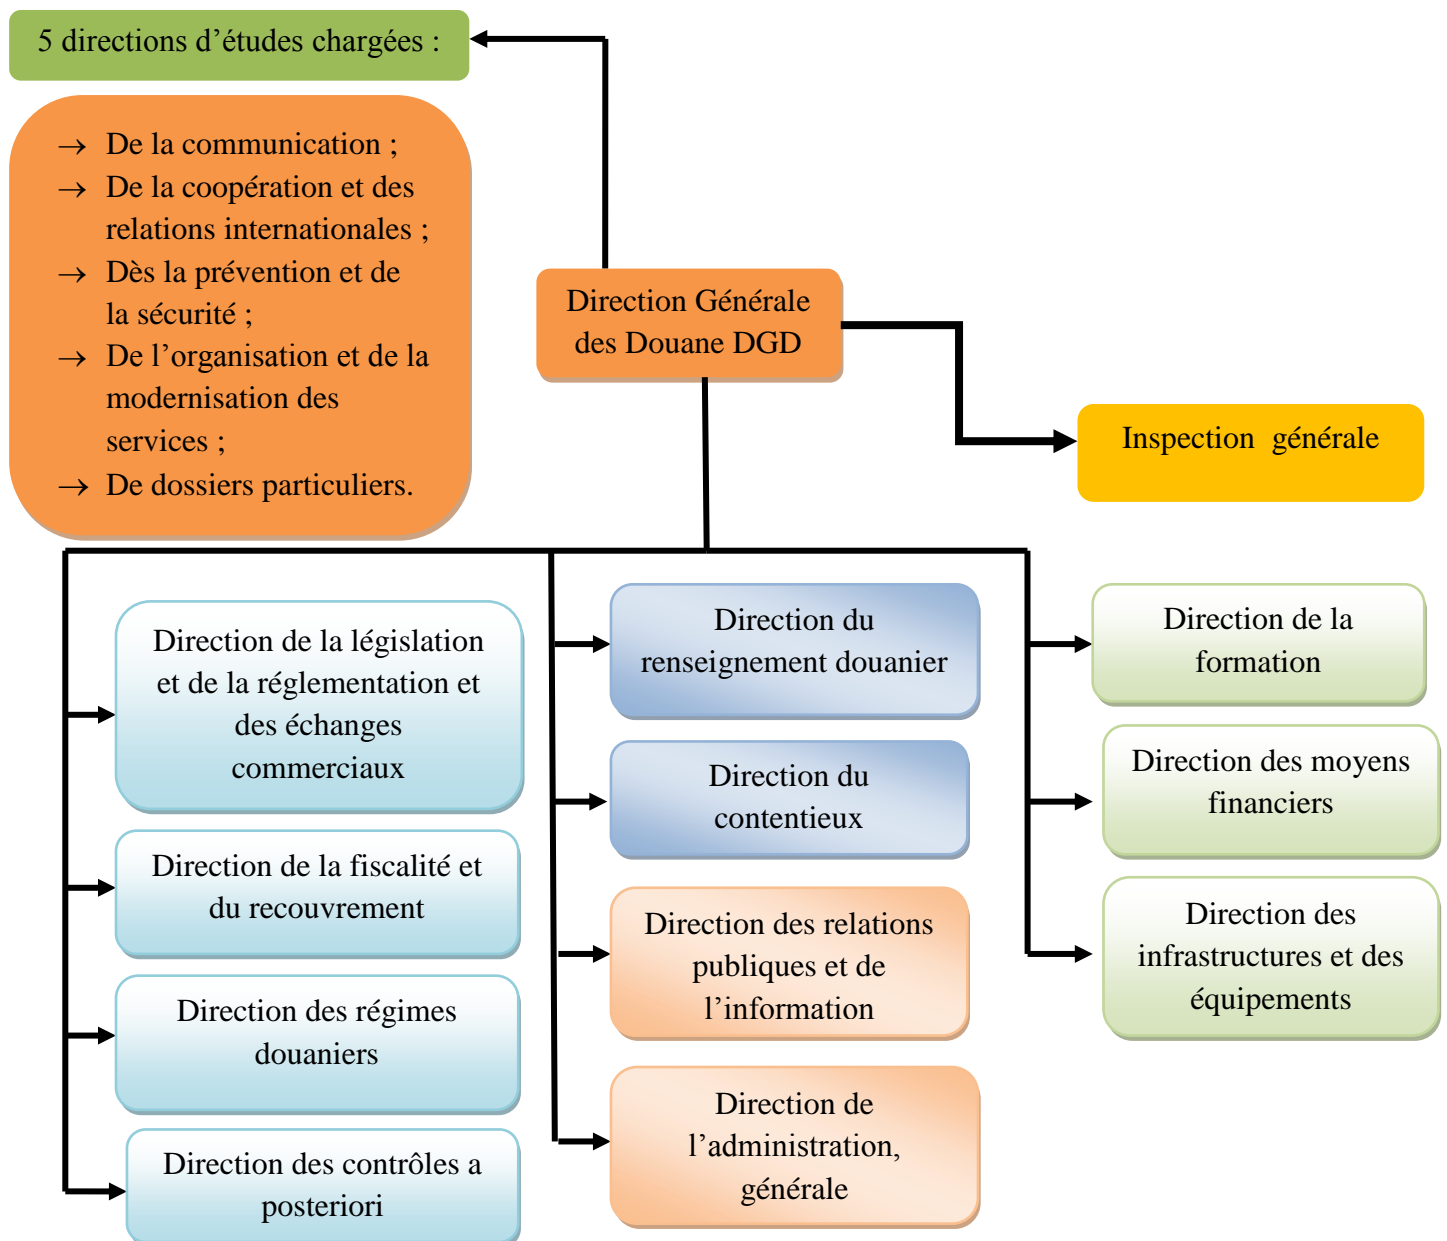 5 directions d’études chargées :
→ De la communication ;
→ De la coopération et des
relations internationales ;
→ Dès la prévention et de
la sécurité ;
→ De l’organisation et de la
modernisation des
services ;
→ De dossiers particuliers.
Direction Générale
des Douane DGD
Inspection générale
Direction de la législation
et de la réglementation et
des échanges
commerciaux
Direction de la fiscalité et
du recouvrement
Direction des régimes
douaniers
Direction des contrôles a
posteriori
Direction du
renseignement douanier
Direction du
contentieux
Direction des relations
publiques et de
l’information
Direction de
l’administration,
générale
Direction de la
formation
Direction des moyens
financiers
Direction des
infrastructures et des
équipements